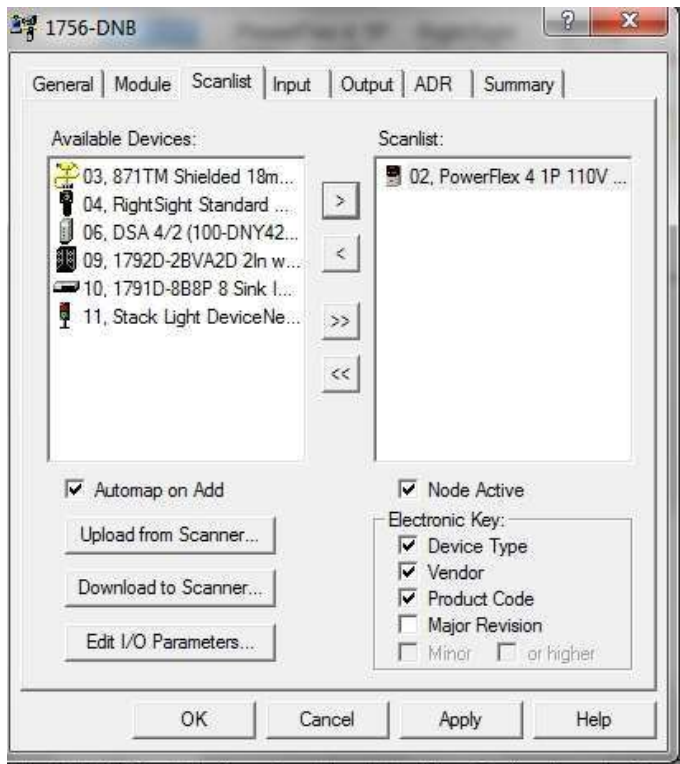 1756-DNB
General Module Scanlist Input Output ADR Summary
Available Devices:
03, 871TM Shielded 18m...
04, RightSight Standard ...
06, DSA 4/2 (100-DNY42...
09, 1792D-2BVA2D 2In w...
10, 1791D-8B8P 8 Sink I...
11, Stack Light DeviceNe...
>
<
>>
<<
Scanlist:
02, PowerFlex 4 1P 110V ...
Automap on Add
Upload from Scanner...
Download to Scanner...
Edit I/O Parameters...
Node Active
Electronic Key:
Device Type
Vendor
Product Code
Major Revision
Minor or higher
OK Cancel Apply Help